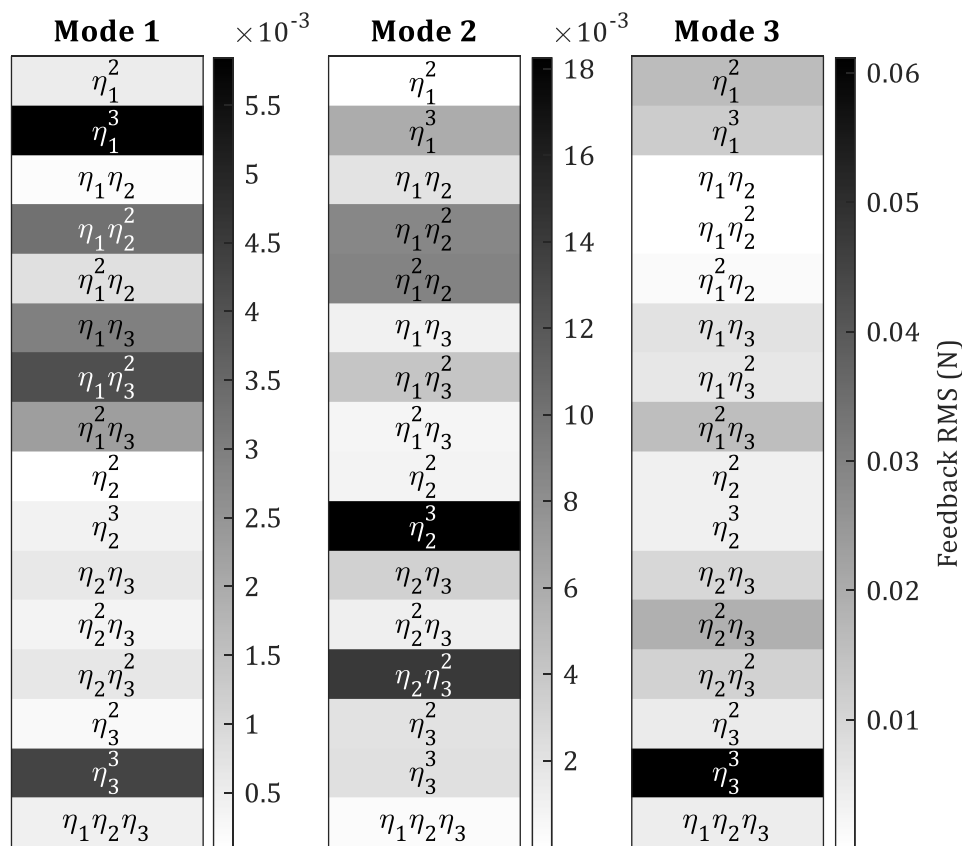 Mode 1
×10⁻³
Mode 2
×10⁻³
Mode 3
η₁²
η₁³
η₁η₂
η₁η₂²
η₁²η₂
η₁η₃
η₁η₃²
η₁²η₃
η₂²
η₂³
η₂η₃
η₂²η₃
η₂η₃²
η₃²
η₃³
η₁η₂η₃
5.5
5
4.5
4
3.5
3
2.5
2
1.5
1
0.5
η₁²
η₁³
η₁η₂
η₁η₂²
η₁²η₂
η₁η₃
η₁η₃²
η₁²η₃
η₂²
η₂³
η₂η₃
η₂²η₃
η₂η₃²
η₃²
η₃³
η₁η₂η₃
18
16
14
12
10
8
6
4
2
η₁²
η₁³
η₁η₂
η₁η₂²
η₁²η₂
η₁η₃
η₁η₃²
η₁²η₃
η₂²
η₂³
η₂η₃
η₂²η₃
η₂η₃²
η₃²
η₃³
η₁η₂η₃
0.06
0.05
0.04
0.03
0.02
0.01
Feedback RMS (N)